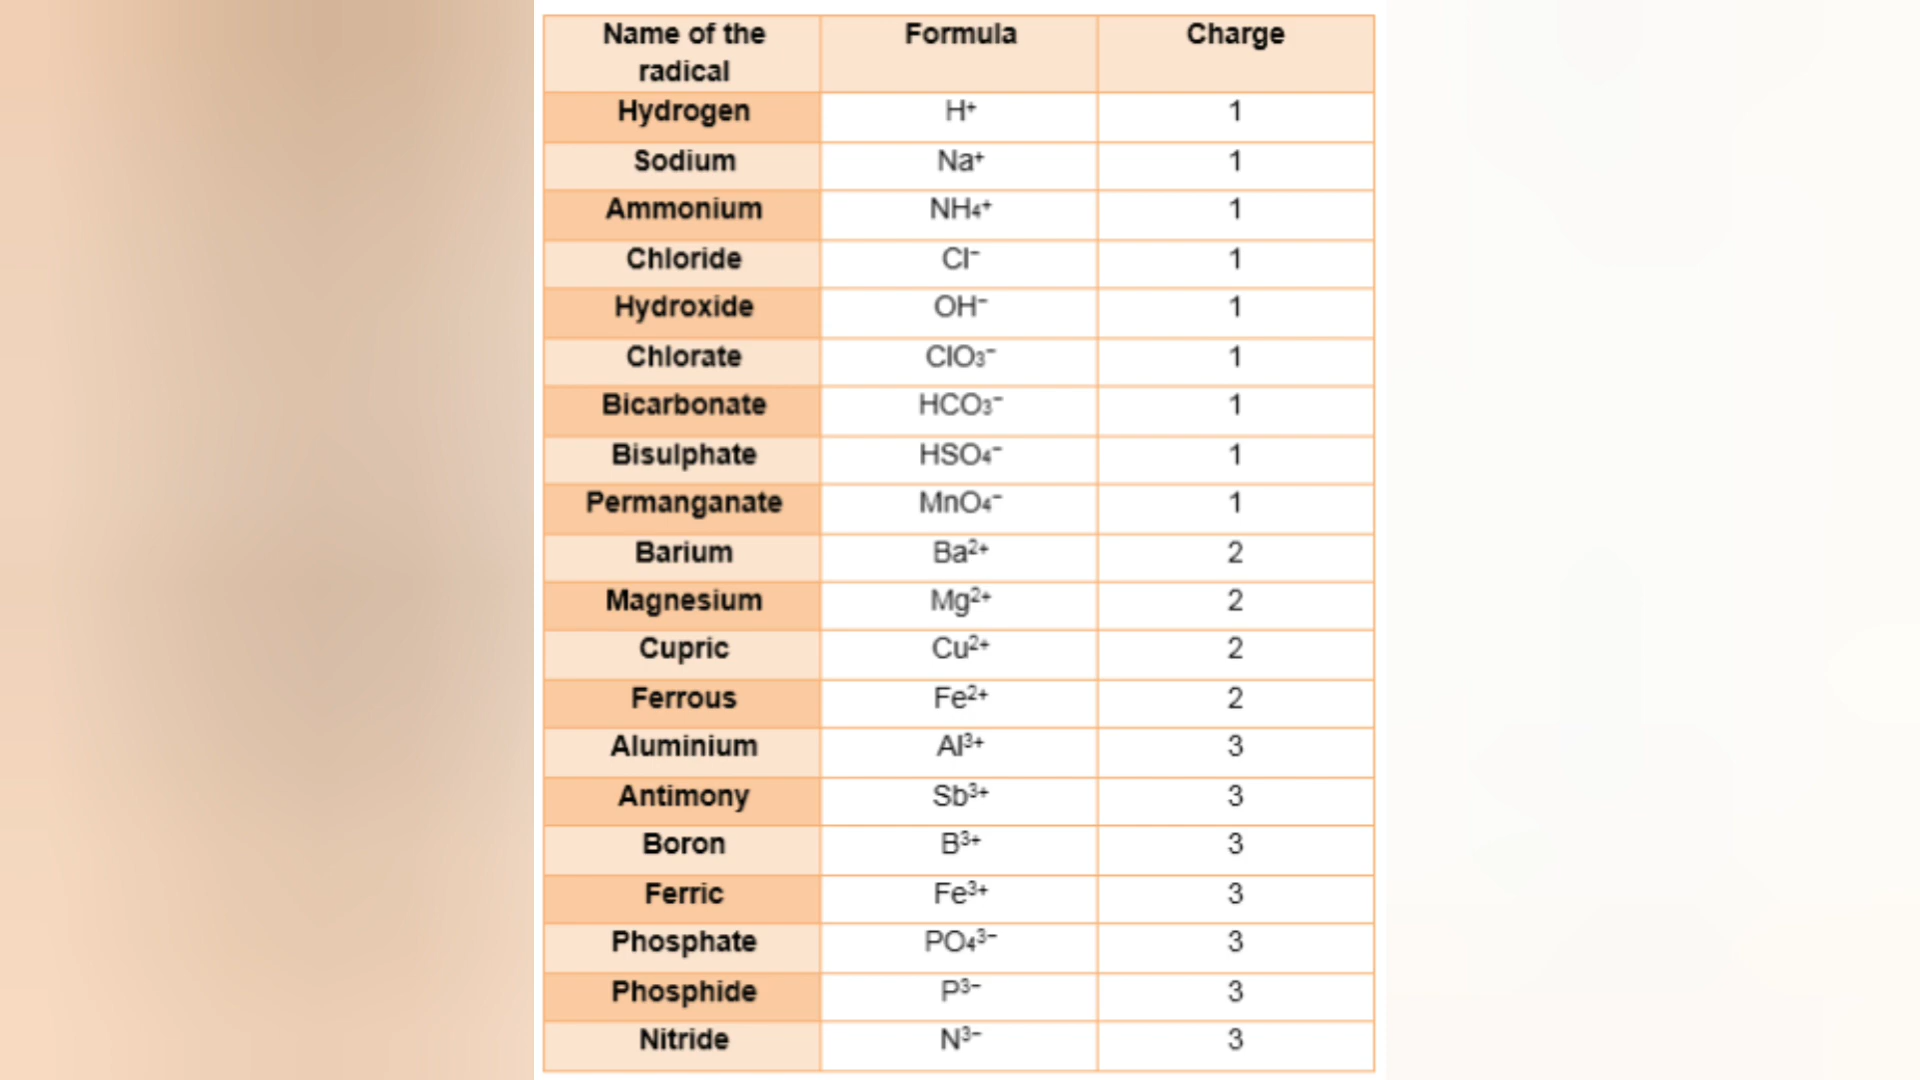 Name of the radical Formula Charge
Hydrogen H⁺ 1
Sodium Na⁺ 1
Ammonium NH₄⁺ 1
Chloride Cl⁻ 1
Hydroxide OH⁻ 1
Chlorate ClO₃⁻ 1
Bicarbonate HCO₃⁻ 1
Bisulphate HSO₄⁻ 1
Permanganate MnO₄⁻ 1
Barium Ba²⁺ 2
Magnesium Mg²⁺ 2
Cupric Cu²⁺ 2
Ferrous Fe²⁺ 2
Aluminium Al³⁺ 3
Antimony Sb³⁺ 3
Boron B³⁺ 3
Ferric Fe³⁺ 3
Phosphate PO₄³⁻ 3
Phosphide P³⁻ 3
Nitride N³⁻ 3